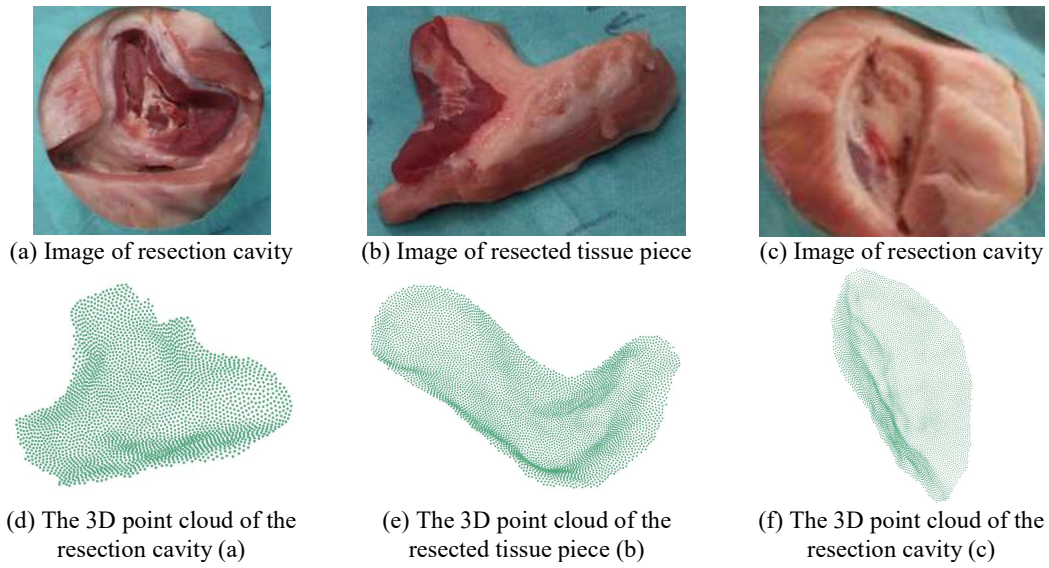 (a) Image of resection cavity
(b) Image of resected tissue piece
(c) Image of resection cavity
(d) The 3D point cloud of the
resection cavity (a)
(e) The 3D point cloud of the
resected tissue piece (b)
(f) The 3D point cloud of the
resection cavity (c)